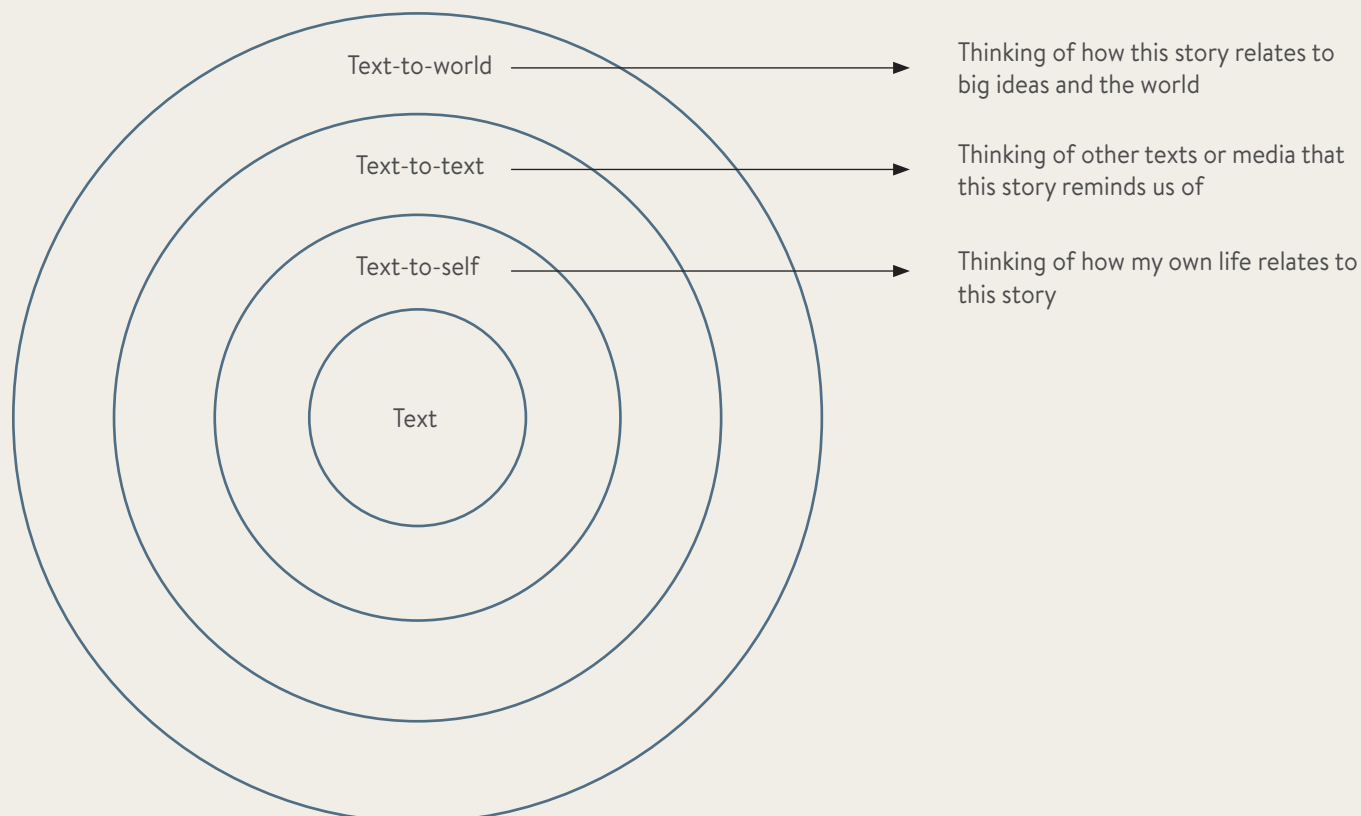 Text-to-world
Thinking of how this story relates to
big ideas and the world
Text-to-text
Thinking of other texts or media that
this story reminds us of
Text-to-self
Thinking of how my own life relates to
this story
Text